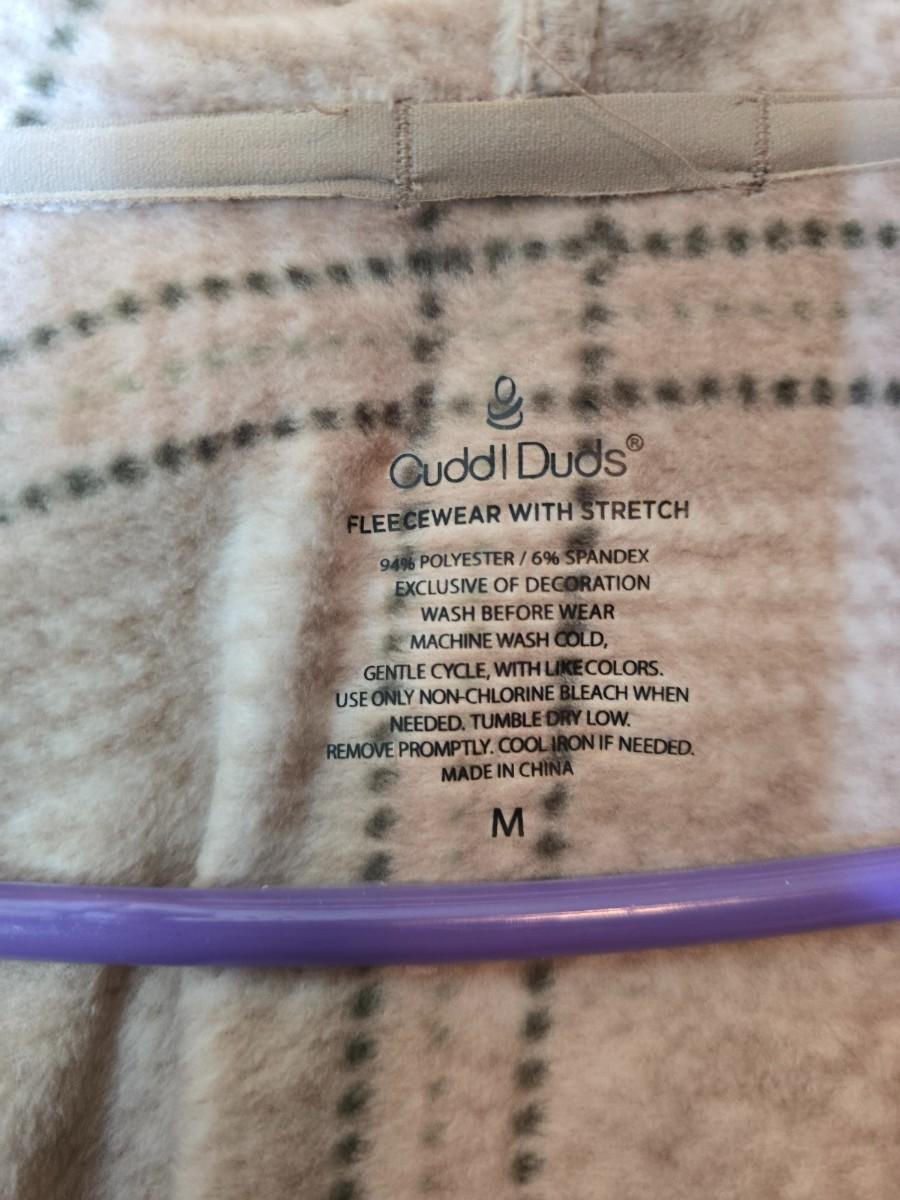 Cuddl Duds®
FLEECEWEAR WITH STRETCH
94% POLYESTER / 6% SPANDEX
EXCLUSIVE OF DECORATION
WASH BEFORE WEAR
MACHINE WASH COLD,
GENTLE CYCLE, WITH LIKE COLORS.
USE ONLY NON-CHLORINE BLEACH WHEN
NEEDED. TUMBLE DRY LOW.
REMOVE PROMPTLY. COOL IRON IF NEEDED.
MADE IN CHINA
M